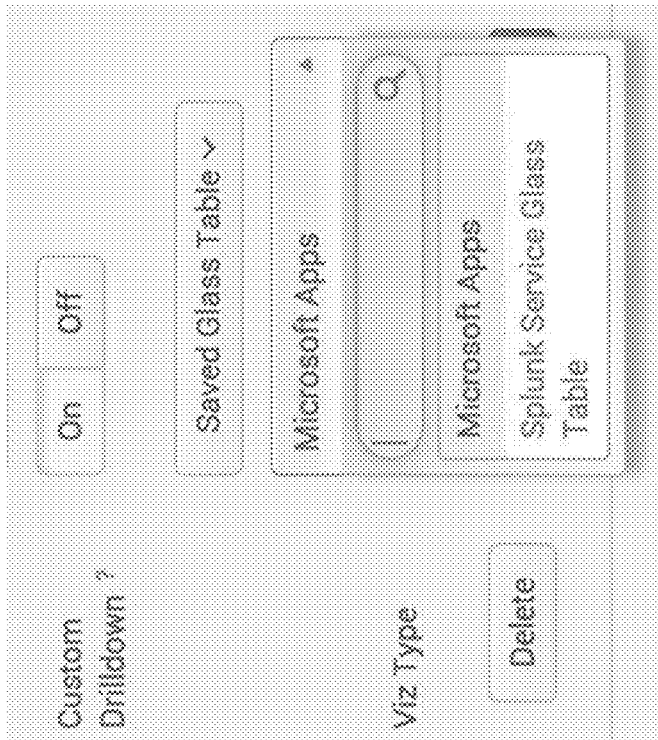 Custom
Drilldown ?
On Off
Saved Glass Table
Microsoft Apps
Viz Type
Microsoft Apps
Splunk Service Glass
Table
Delete